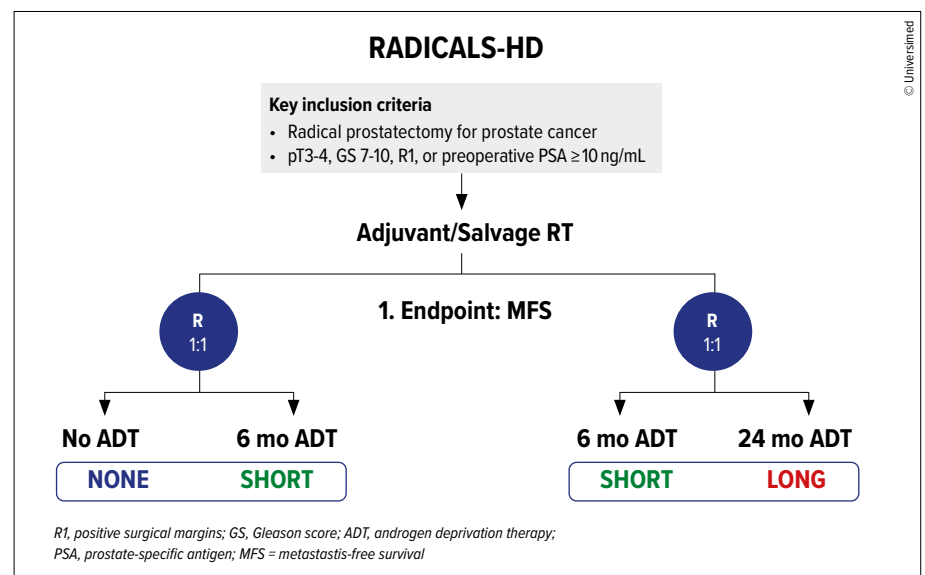 RADICALS-HD
© Universimed
Key inclusion criteria
• Radical prostatectomy for prostate cancer
• pT3-4, GS 7-10, R1, or preoperative PSA ≥10 ng/mL
Adjuvant/Salvage RT
1. Endpoint: MFS
R
1:1
R
1:1
No ADT 6 mo ADT
NONE SHORT
6 mo ADT 24 mo ADT
SHORT LONG
R1, positive surgical margins; GS, Gleason score; ADT, androgen deprivation therapy;
PSA, prostate-specific antigen; MFS = metastastis-free survival